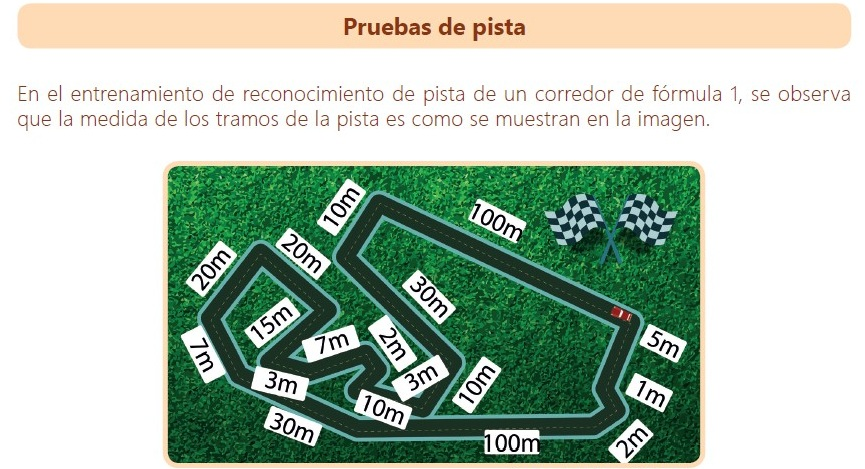 Pruebas de pista
En el entrenamiento de reconocimiento de pista de un corredor de fórmula 1, se observa
que la medida de los tramos de la pista es como se muestran en la imagen.
10m
100m
20m
20m
30m
15m
7m
2m
5m
7m
3m
3m
10m
1m
10m
30m
100m
2m